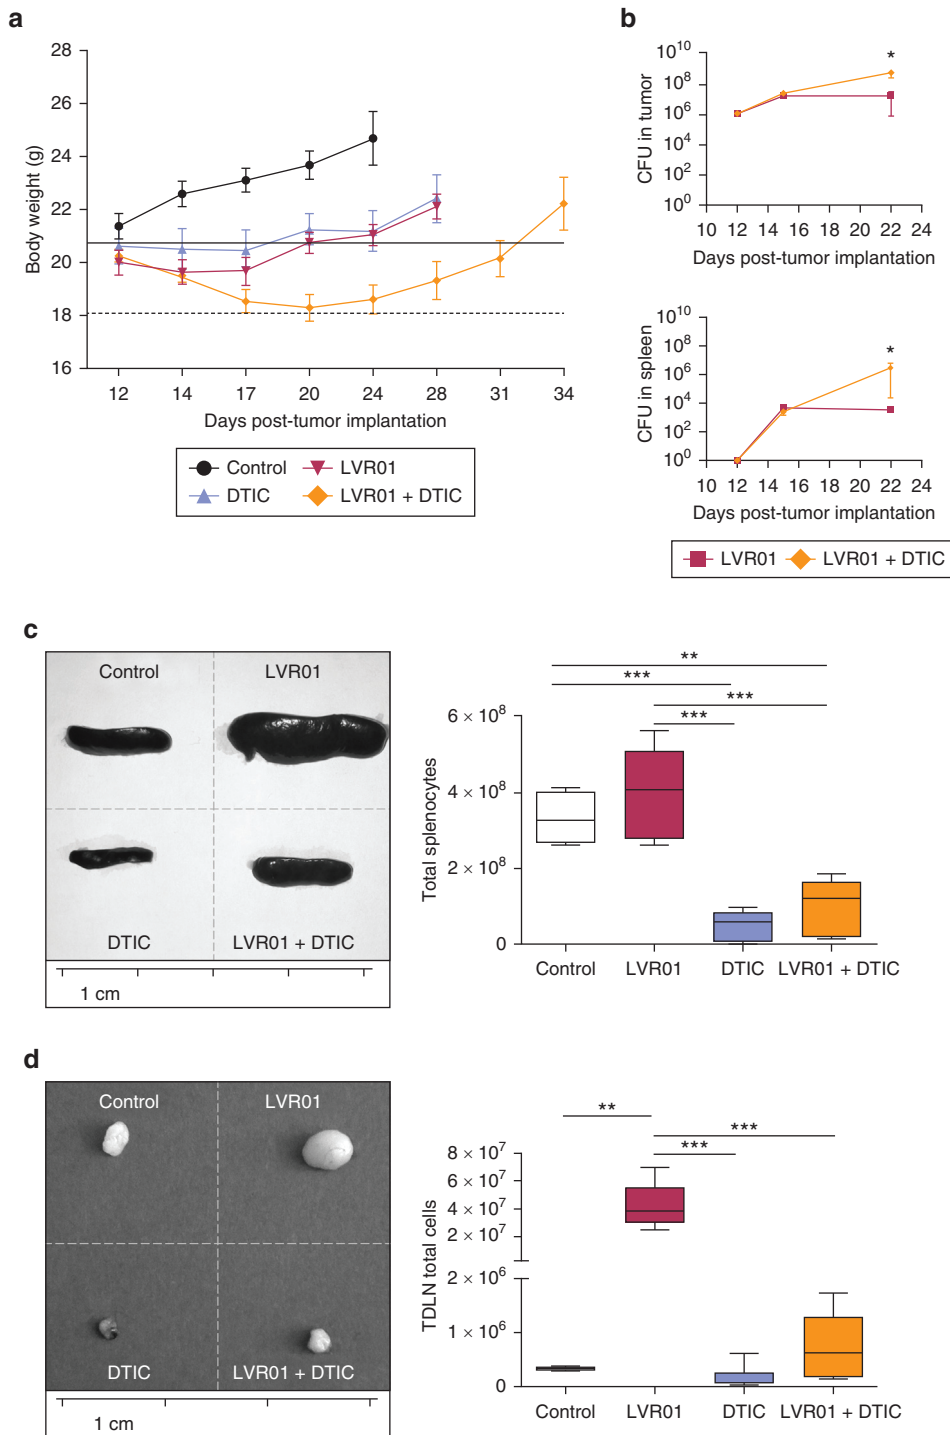 a
28
26
24
22
20
18
16
Body weight (g)
12 14 17 20 24 28 31 34
Days post-tumor implantation
Control LVR01
DTIC LVR01 + DTIC
b
10^10
10^8
10^6
10^4
10^2
10^0
CFU in tumor
*
10 12 14 16 18 20 22 24
Days post-tumor implantation
10^10
10^8
10^6
10^4
10^2
10^0
CFU in spleen
*
10 12 14 16 18 20 22 24
Days post-tumor implantation
LVR01 LVR01 + DTIC
c
Control LVR01
DTIC LVR01 + DTIC
1 cm
**
***
***
***
6 × 10^8
4 × 10^8
2 × 10^8
0
Total splenocytes
Control LVR01 DTIC LVR01 + DTIC
d
Control LVR01
DTIC LVR01 + DTIC
1 cm
**
***
***
8 × 10^7
6 × 10^7
4 × 10^7
2 × 10^7
2 × 10^6
1 × 10^6
0
TDLN total cells
Control LVR01 DTIC LVR01 + DTIC